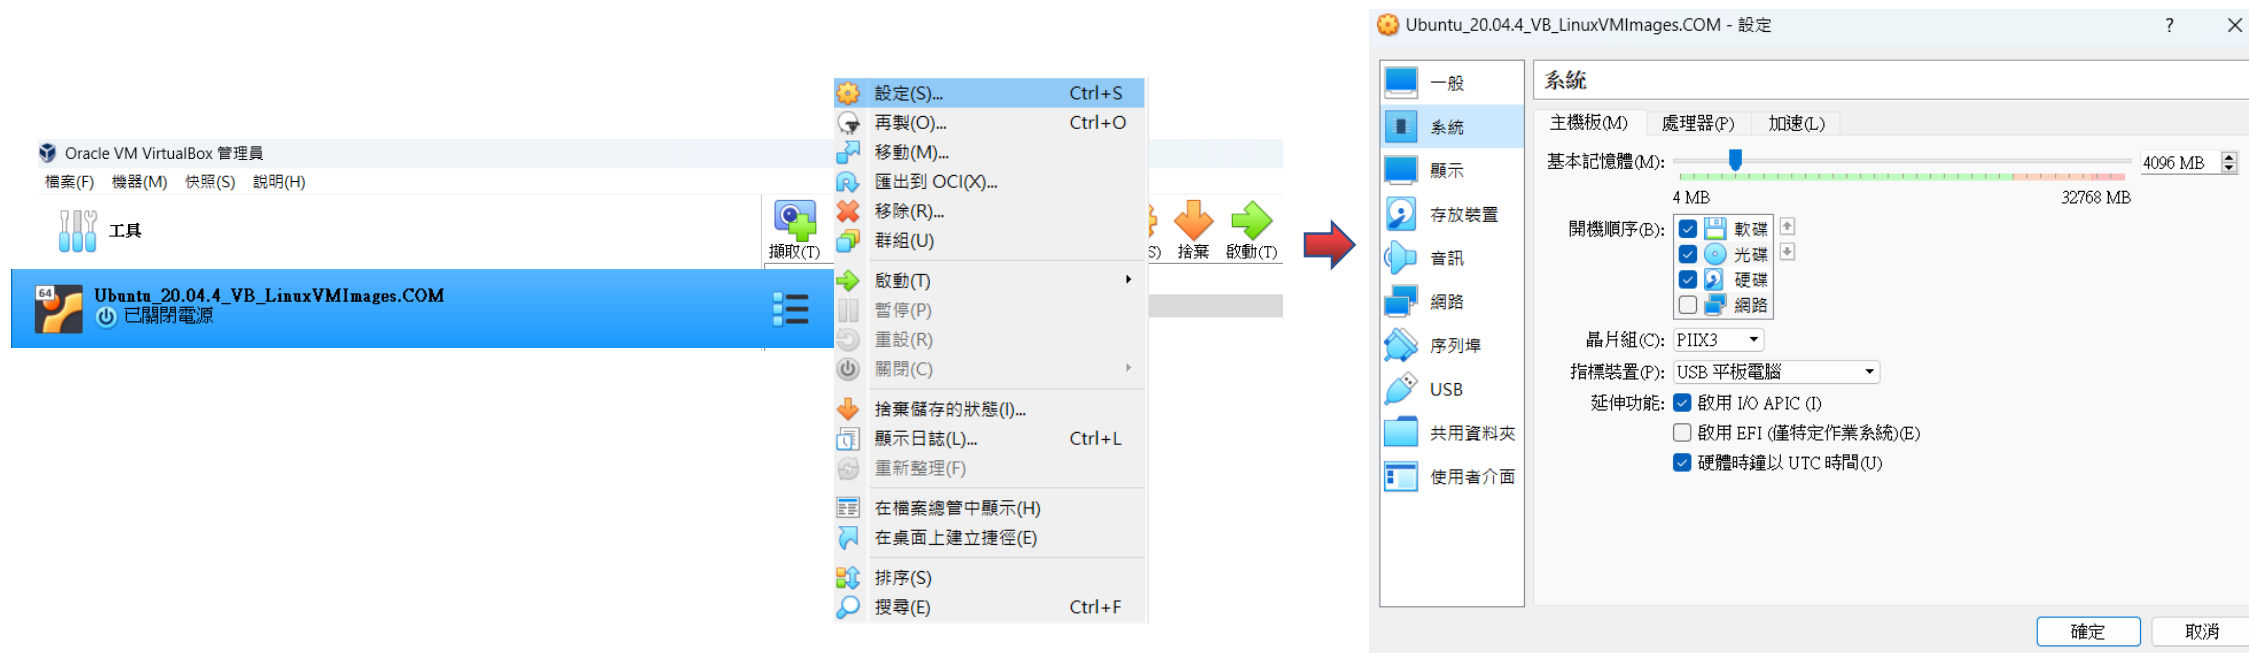 Oracle VM VirtualBox 管理員
檔案(F) 機器(M) 快照(S) 說明(H)
工具
擷取(T)
S) 捨棄 啟動(T)
64
Ubuntu_20.04.4_VB_LinuxVMImages.COM
已關閉電源
設定(S)... Ctrl+S
再製(O)... Ctrl+O
移動(M)...
匯出到 OCI(X)...
移除(R)...
群組(U)
啟動(T)
暫停(P)
重設(R)
關閉(C)
捨棄儲存的狀態(I)...
顯示日誌(L)... Ctrl+L
重新整理(F)
在檔案總管中顯示(H)
在桌面上建立捷徑(E)
排序(S)
搜尋(E) Ctrl+F
Ubuntu_20.04.4_VB_LinuxVMImages.COM - 設定
一般
系統
顯示
存放裝置
音訊
網路
序列埠
USB
共用資料夾
使用者介面
系統
主機板(M) 處理器(P) 加速(L)
基本記憶體(M): 4096 MB
4 MB 32768 MB
開機順序(B): 軟碟
光碟
硬碟
網路
晶片組(C): PIIX3
指標裝置(P): USB 平板電腦
延伸功能: 啟用 I/O APIC (I)
啟用 EFI (僅特定作業系統)(E)
硬體時鐘以 UTC 時間(U)
確定 取消